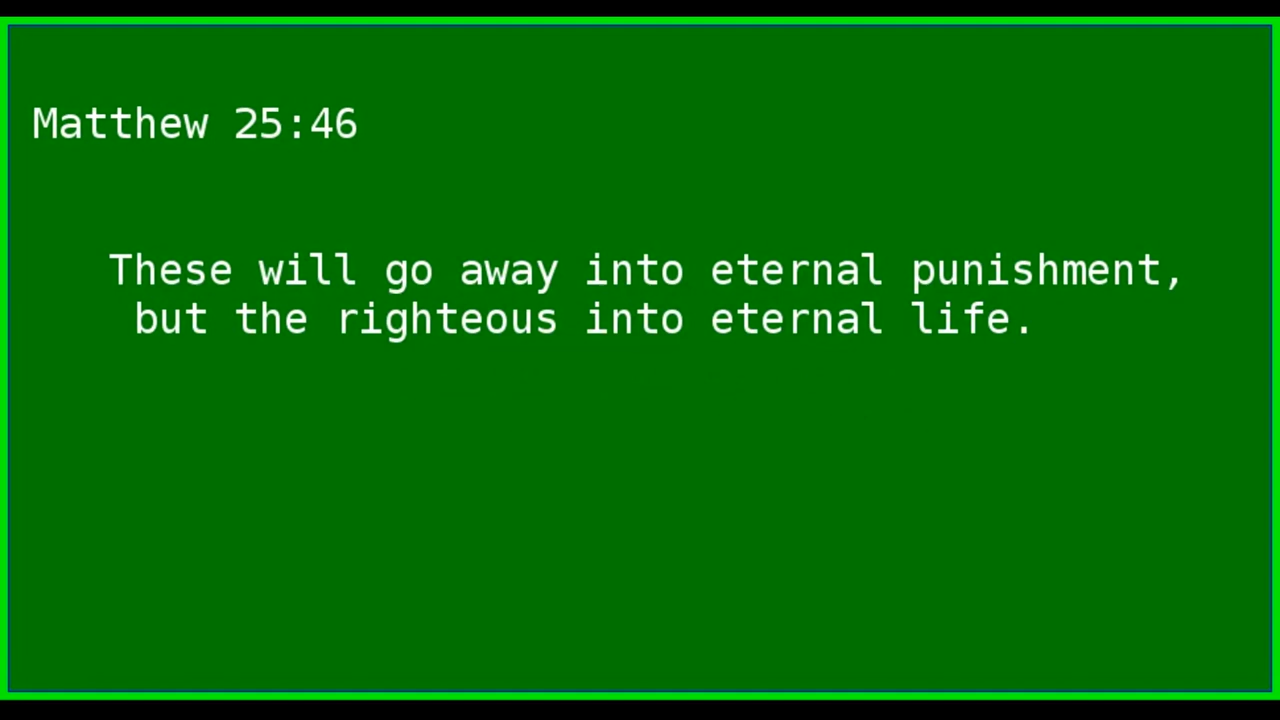 Matthew 25:46
These will go away into eternal punishment,
but the righteous into eternal life.